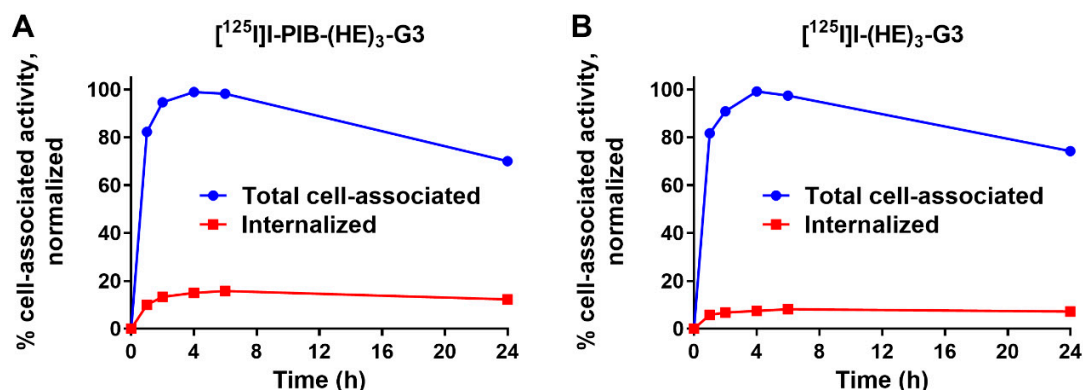 A
[¹²⁵I]I-PIB-(HE)₃-G3
% cell-associated activity,
normalized
100
80
60
40
20
0
Total cell-associated
Internalized
0 4 8 12 16 20 24
Time (h)
B
[¹²⁵I]I-(HE)₃-G3
% cell-associated activity,
normalized
100
80
60
40
20
0
Total cell-associated
Internalized
0 4 8 12 16 20 24
Time (h)